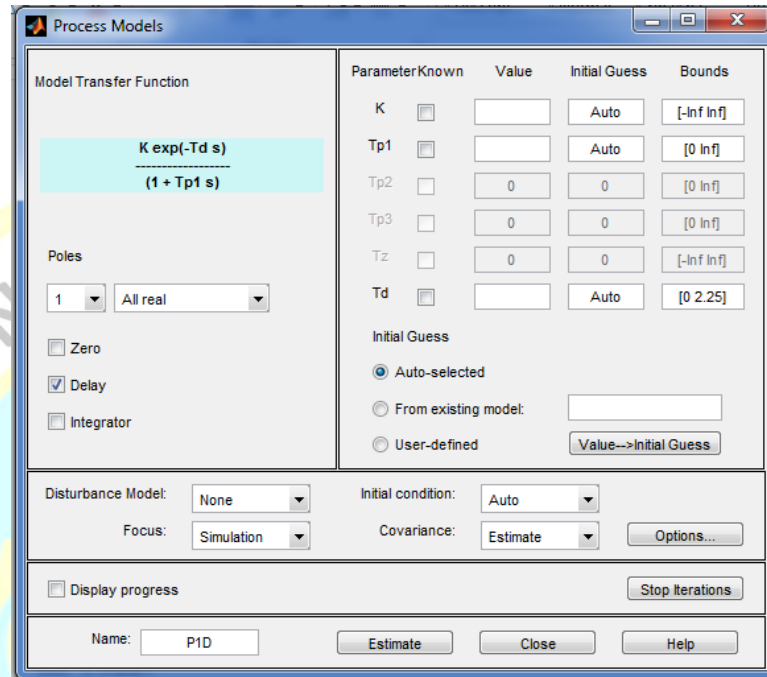 Process Models
Model Transfer Function
K exp(-Td s)
------------------
(1 + Tp1 s)
Poles
1 All real
Zero
Delay
Integrator
Parameter Known Value Initial Guess Bounds
K Auto [-Inf Inf]
Tp1 Auto [0 Inf]
Tp2 0 0 [0 Inf]
Tp3 0 0 [0 Inf]
Tz 0 0 [-Inf Inf]
Td Auto [0 2.25]
Initial Guess
Auto-selected
From existing model:
User-defined Value-->Initial Guess
Disturbance Model: None Initial condition: Auto
Focus: Simulation Covariance: Estimate Options...
Display progress Stop Iterations
Name: P1D Estimate Close Help